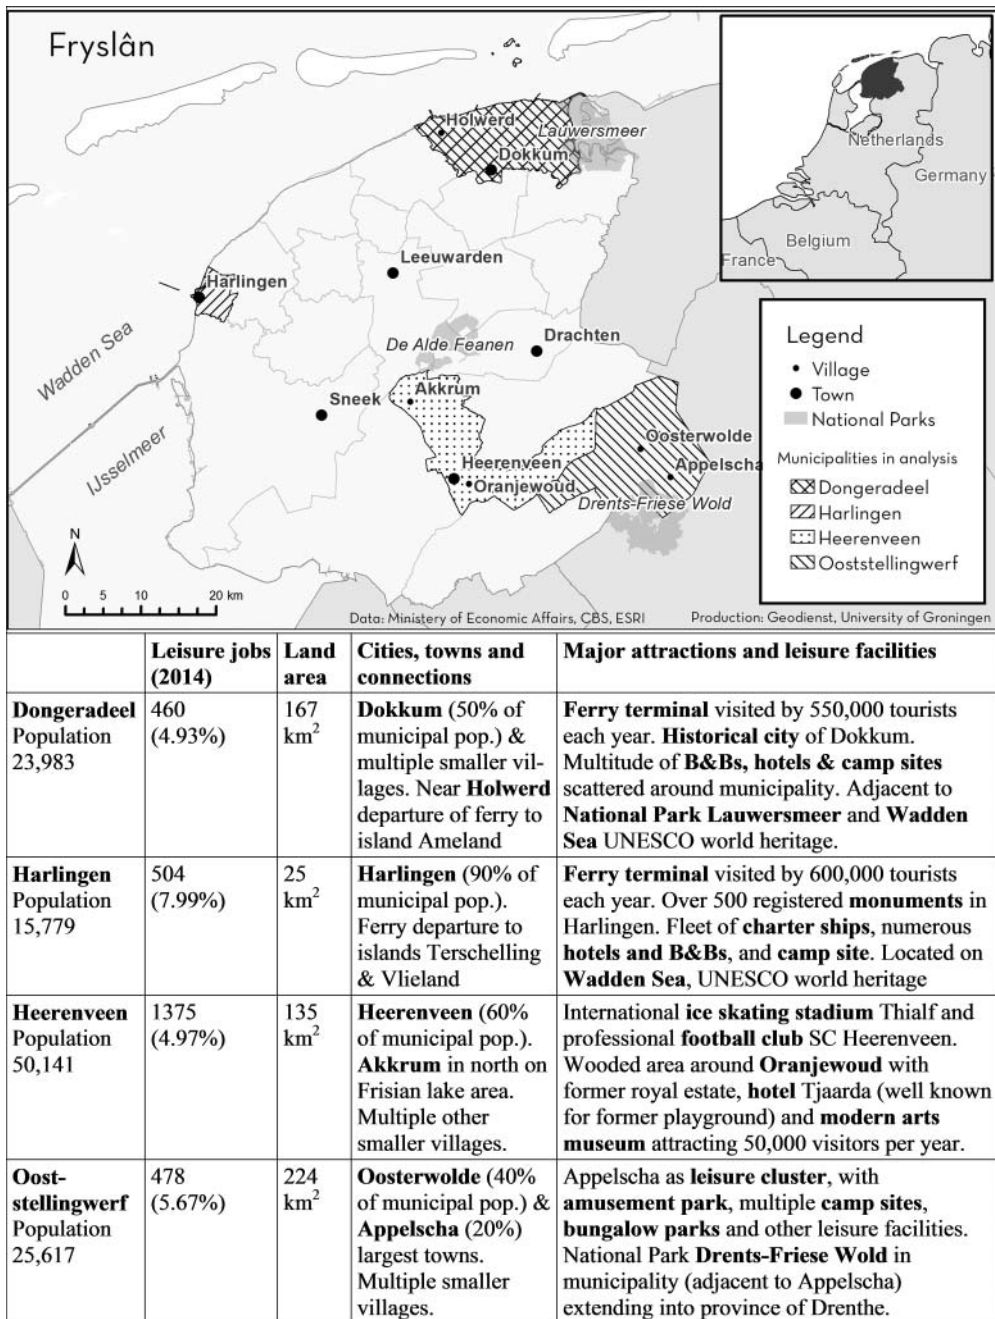 Fryslân
Holwerd
Lauwersmeer
Dokkum
Netherlands
Germany
Belgium
France
Leeuwarden
Harlingen
Wadden Sea
De Alde Feanen
Drachten
Legend
Village
Town
National Parks
Municipalities in analysis
Dongeradeel
Harlingen
Heerenveen
Ooststellingwerf
Akkrum
Sneek
IJsselmeer
Oosterwolde
Heerenveen
Appelscha
Oranjewoud
Drents-Friese Wold
N
0 5 10 20 km
Data: Ministery of Economic Affairs, CBS, ESRI
Production: Geodienst, University of Groningen
Leisure jobs (2014)
Land area
Cities, towns and connections
Major attractions and leisure facilities
Dongeradeel
Population
23,983
460
(4.93%)
167
km²
Dokkum (50% of
municipal pop.) &
multiple smaller vil-
lages. Near Holwerd
departure of ferry to
island Ameland
Ferry terminal visited by 550,000 tourists
each year. Historical city of Dokkum.
Multitude of B&Bs, hotels & camp sites
scattered around municipality. Adjacent to
National Park Lauwersmeer and Wadden
Sea UNESCO world heritage.
Harlingen
Population
15,779
504
(7.99%)
25
km²
Harlingen (90% of
municipal pop.).
Ferry departure to
islands Terschelling
& Vlieland
Ferry terminal visited by 600,000 tourists
each year. Over 500 registered monuments in
Harlingen. Fleet of charter ships, numerous
hotels and B&Bs, and camp site. Located on
Wadden Sea, UNESCO world heritage
Heerenveen
Population
50,141
1375
(4.97%)
135
km²
Heerenveen (60%
of municipal pop.).
Akkrum in north on
Frisian lake area.
Multiple other
smaller villages.
International ice skating stadium Thialf and
professional football club SC Heerenveen.
Wooded area around Oranjewoud with
former royal estate, hotel Tjaarda (well known
for former playground) and modern arts
museum attracting 50,000 visitors per year.
Oost-
stellingwerf
Population
25,617
478
(5.67%)
224
km²
Oosterwolde (40%
of municipal pop.) &
Appelscha (20%)
largest towns.
Multiple smaller
villages.
Appelscha as leisure cluster, with
amusement park, multiple camp sites,
bungalow parks and other leisure facilities.
National Park Drents-Friese Wold in
municipality (adjacent to Appelscha)
extending into province of Drenthe.